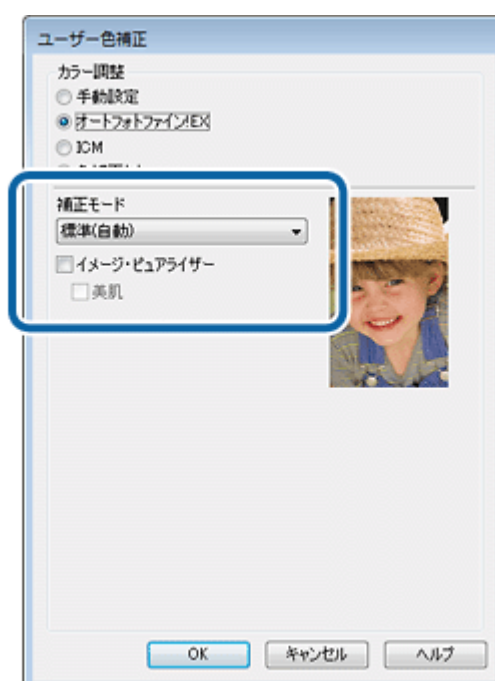 ユーザー色補正
カラー調整
手動設定
オートフォトファイン!EX
ICM
補正モード
標準(自動)
イメージ・ピュアライザー
美肌
OK
キャンセル
ヘルプ